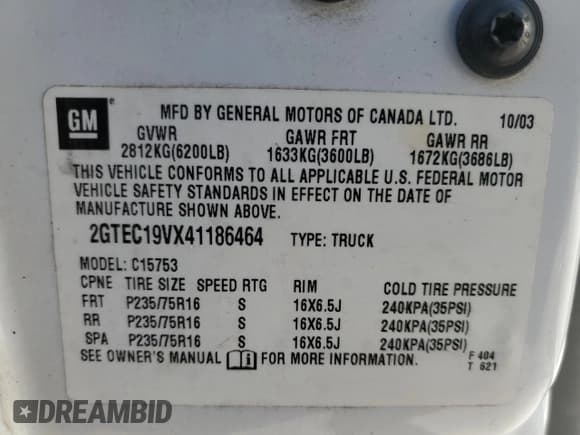 GM
MFD BY GENERAL MOTORS OF CANADA LTD. 10/03
GVWR GAWR FRT GAWR RR
2812KG(6200LB) 1633KG(3600LB) 1672KG(3686LB)
THIS VEHICLE CONFORMS TO ALL APPLICABLE U.S. FEDERAL MOTOR
VEHICLE SAFETY STANDARDS IN EFFECT ON THE DATE OF
MANUFACTURE SHOWN ABOVE.
2GTEC19VX41186464 TYPE: TRUCK
MODEL: C15753
CPNE TIRE SIZE SPEED RTG RIM COLD TIRE PRESSURE
FRT P235/75R16 S 16X6.5J 240KPA(35PSI)
RR P235/75R16 S 16X6.5J 240KPA(35PSI)
SPA P235/75R16 S 16X6.5J 240KPA(35PSI)
SEE OWNER'S MANUAL FOR MORE INFORMATION. F 404
T 621
DREAMBID